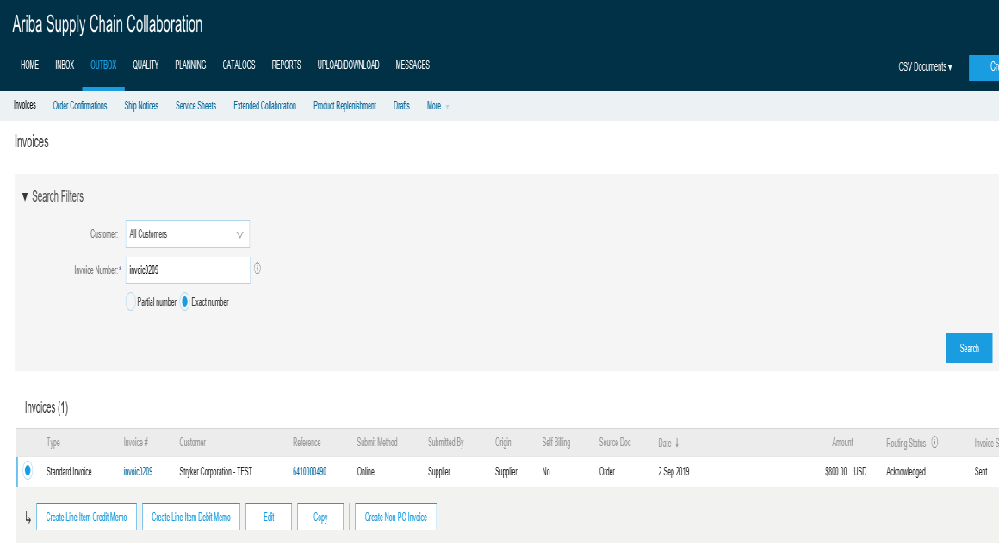 Ariba Supply Chain Collaboration
HOME INBOX OUTBOX QUALITY PLANNING CATALOGS REPORTS UPLOAD/DOWNLOAD MESSAGES CSV Documents ▾ Cre
Invoices Order Confirmations Ship Notices Service Sheets Extended Collaboration Product Replenishment Drafts More...
Invoices
▼ Search Filters
Customer: All Customers
Invoice Number:* invoic0209
Partial number Exact number
Search
Invoices (1)
Type Invoice # Customer Reference Submit Method Submitted By Origin Self Billing Source Doc Date ↓ Amount Routing Status Invoice S
Standard Invoice invoic0209 Stryker Corporation - TEST 6410000490 Online Supplier Supplier No Order 2 Sep 2019 $800.00 USD Acknowledged Sent
Create Line-Item Credit Memo Create Line-Item Debit Memo Edit Copy Create Non-PO Invoice